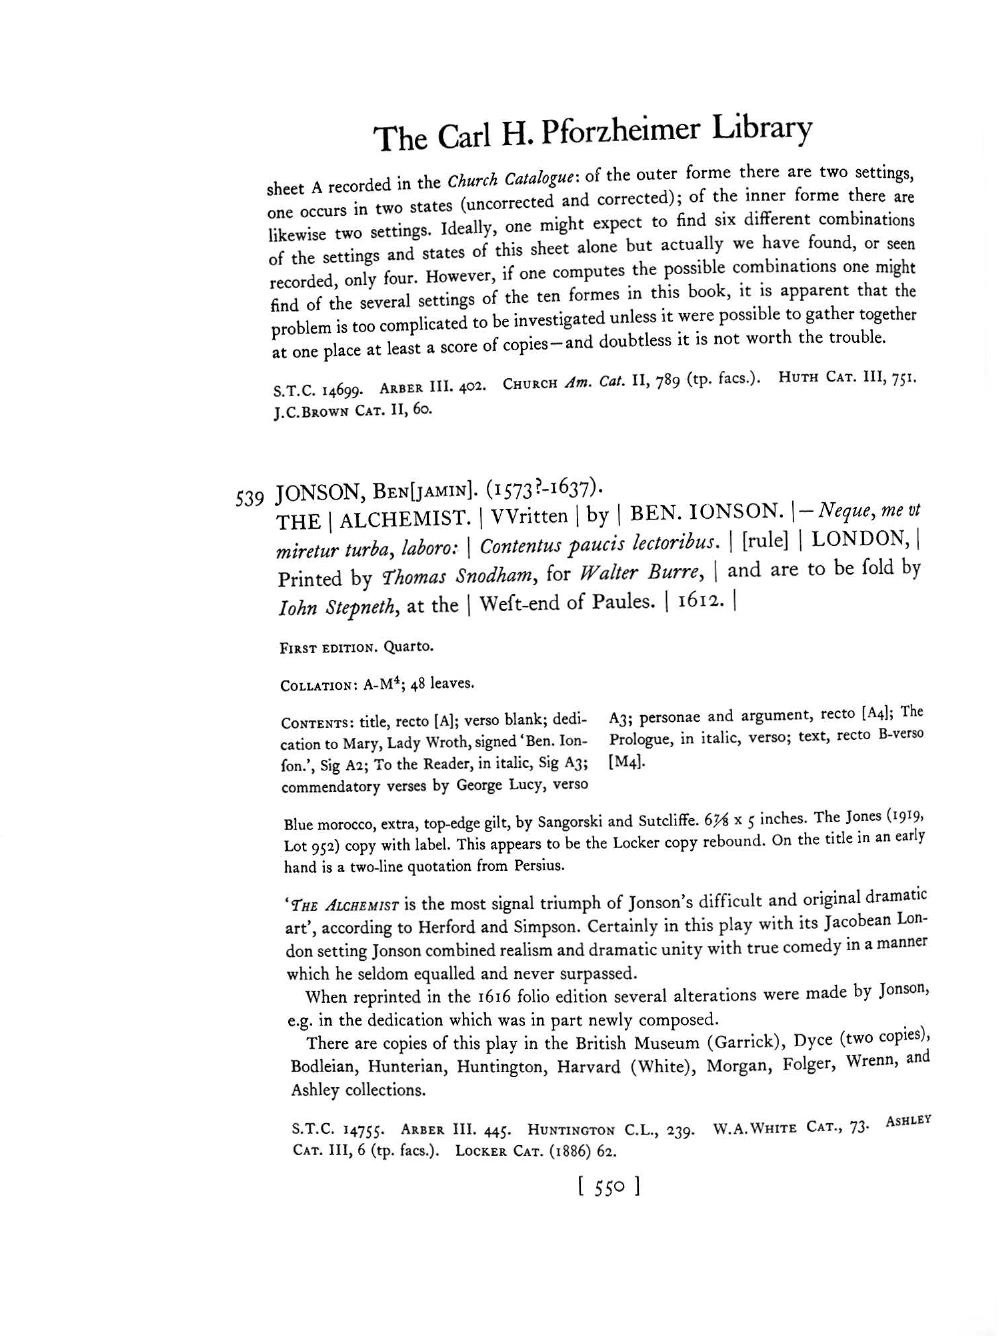 The Carl H. Pforzheimer Library
sheet A recorded in the Church Catalogue: of the outer forme there are two settings,
one occurs in two states (uncorrected and corrected); of the inner forme there are
likewise two settings. Ideally, one might expect to find six different combinations
of the settings and states of this sheet alone but actually we have found, or seen
recorded, only four. However, if one computes the possible combinations one might
find of the several settings of the ten formes in this book, it is apparent that the
problem is too complicated to be investigated unless it were possible to gather together
at one place at least a score of copies—and doubtless it is not worth the trouble.
S.T.C. 14699. Arber III. 402. Church Am. Cat. II, 789 (tp. facs.). Huth Cat. III, 751.
J.C.Brown Cat. II, 60.
539 JONSON, Ben[jamin]. (1573?-1637).
THE | ALCHEMIST. | VVritten | by | BEN. IONSON. |—Neque, me vt
miretur turba, laboro: | Contentus paucis lectoribus. | [rule] | LONDON, |
Printed by Thomas Snodham, for Walter Burre, | and are to be ſold by
Iohn Stepneth, at the | Weſt-end of Paules. | 1612. |
First edition. Quarto.
Collation: A-M⁴; 48 leaves.
Contents: title, recto [A]; verso blank; dedi-
cation to Mary, Lady Wroth, signed 'Ben. Ion-
ſon.', Sig A2; To the Reader, in italic, Sig A3;
commendatory verses by George Lucy, verso
A3; personae and argument, recto [A4]; The
Prologue, in italic, verso; text, recto B-verso
[M4].
Blue morocco, extra, top-edge gilt, by Sangorski and Sutcliffe. 6⅞ x 5 inches. The Jones (1919,
Lot 952) copy with label. This appears to be the Locker copy rebound. On the title in an early
hand is a two-line quotation from Persius.
'The Alchemist is the most signal triumph of Jonson's difficult and original dramatic
art', according to Herford and Simpson. Certainly in this play with its Jacobean Lon-
don setting Jonson combined realism and dramatic unity with true comedy in a manner
which he seldom equalled and never surpassed.
When reprinted in the 1616 folio edition several alterations were made by Jonson,
e.g. in the dedication which was in part newly composed.
There are copies of this play in the British Museum (Garrick), Dyce (two copies),
Bodleian, Hunterian, Huntington, Harvard (White), Morgan, Folger, Wrenn, and
Ashley collections.
S.T.C. 14755. Arber III. 445. Huntington C.L., 239. W.A.White Cat., 73. Ashley
Cat. III, 6 (tp. facs.). Locker Cat. (1886) 62.
[ 550 ]